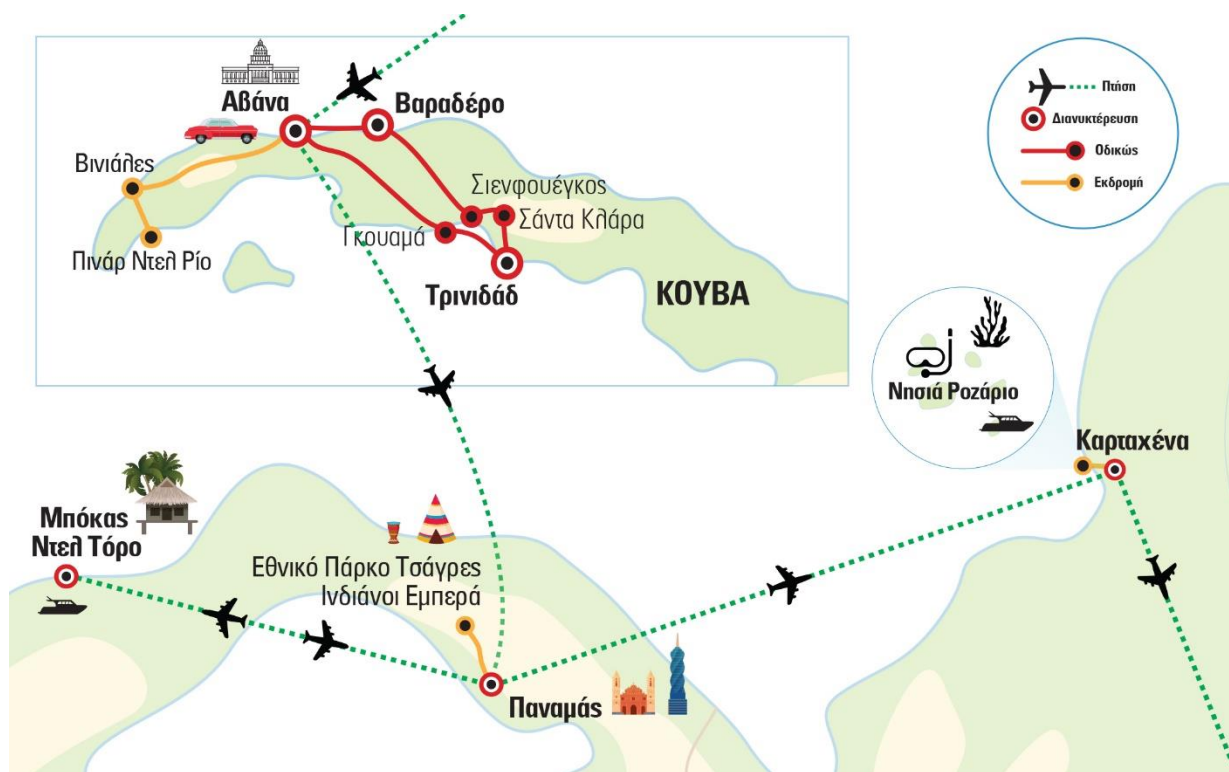 Αβάνα
Βαραδέρο
Βινιάλες
Πινάρ Ντελ Ρίο
Σιενφουέγκος
Σάντα Κλάρα
Γκουαμά
Τρινιδάδ
ΚΟΥΒΑ
Πτήση
Διανυκτέρευση
Οδικώς
Εκδρομή
Νησιά Ροζάριο
Καρταχένα
Μπόκας
Ντελ Τόρο
Εθνικό Πάρκο Τσάγρες
Ινδιάνοι Εμπερά
Παναμάς